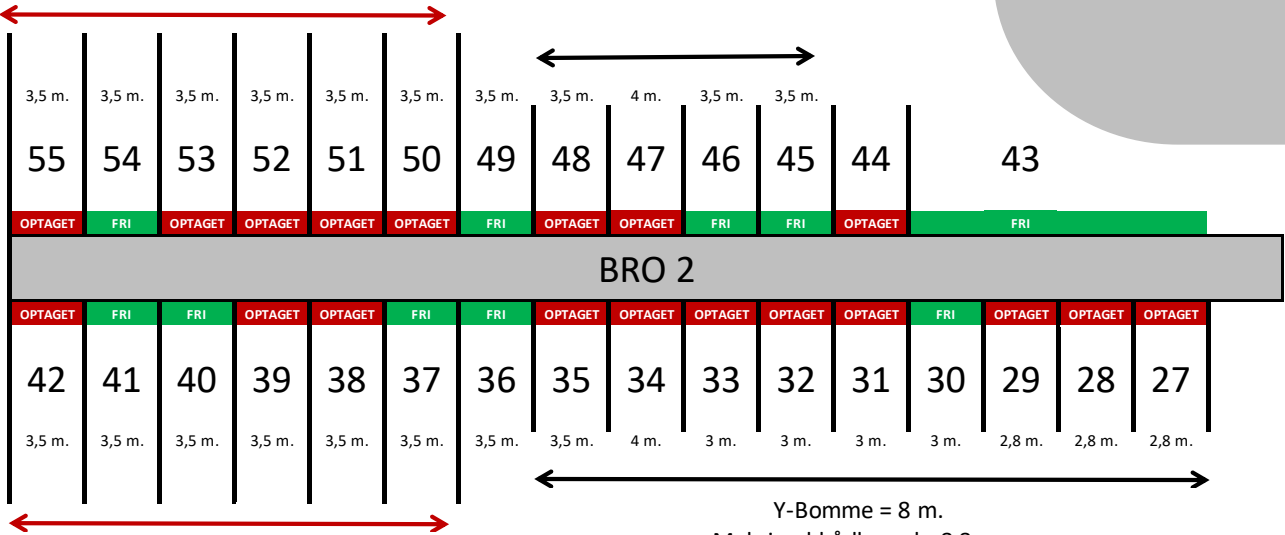 3,5 m. 3,5 m. 3,5 m. 3,5 m. 3,5 m. 3,5 m. 3,5 m. 3,5 m. 4 m. 3,5 m. 3,5 m.
55 54 53 52 51 50 49 48 47 46 45 44 43
OPTAGET FRI OPTAGET OPTAGET OPTAGET OPTAGET FRI OPTAGET OPTAGET FRI FRI OPTAGET FRI
BRO 2
OPTAGET FRI FRI OPTAGET OPTAGET FRI FRI OPTAGET OPTAGET OPTAGET OPTAGET OPTAGET FRI OPTAGET OPTAGET OPTAGET
42 41 40 39 38 37 36 35 34 33 32 31 30 29 28 27
3,5 m. 3,5 m. 3,5 m. 3,5 m. 3,5 m. 3,5 m. 3,5 m. 3,5 m. 4 m. 3 m. 3 m. 3 m. 3 m. 2,8 m. 2,8 m. 2,8 m.
Y-Bomme = 8 m.